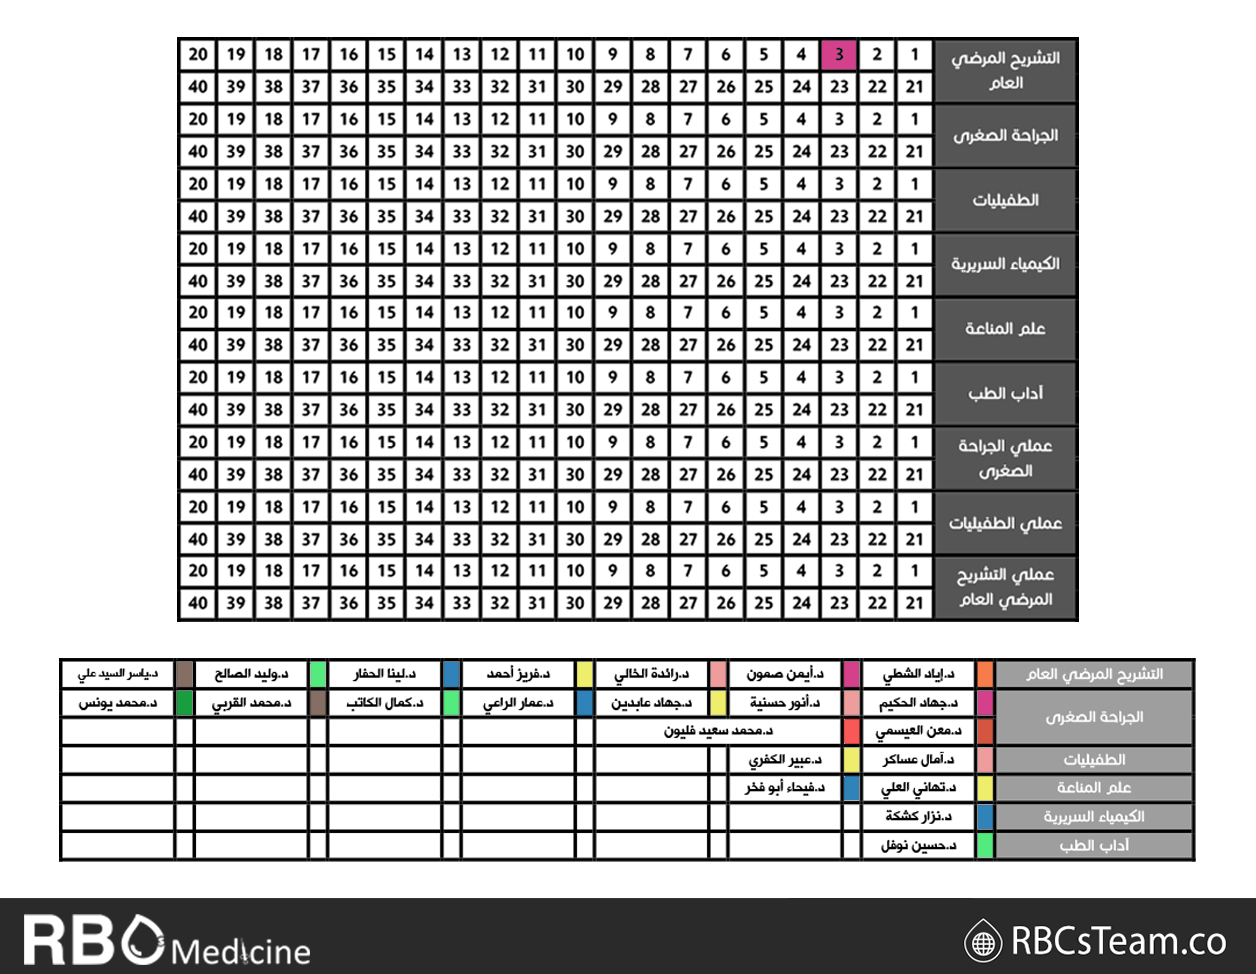 التشريح المرضي العام 1 2 3 4 5 6 7 8 9 10 11 12 13 14 15 16 17 18 19 20
21 22 23 24 25 26 27 28 29 30 31 32 33 34 35 36 37 38 39 40
الجراحة الصغرى 1 2 3 4 5 6 7 8 9 10 11 12 13 14 15 16 17 18 19 20
21 22 23 24 25 26 27 28 29 30 31 32 33 34 35 36 37 38 39 40
الطفيليات 1 2 3 4 5 6 7 8 9 10 11 12 13 14 15 16 17 18 19 20
21 22 23 24 25 26 27 28 29 30 31 32 33 34 35 36 37 38 39 40
الكيمياء السريرية 1 2 3 4 5 6 7 8 9 10 11 12 13 14 15 16 17 18 19 20
21 22 23 24 25 26 27 28 29 30 31 32 33 34 35 36 37 38 39 40
علم المناعة 1 2 3 4 5 6 7 8 9 10 11 12 13 14 15 16 17 18 19 20
21 22 23 24 25 26 27 28 29 30 31 32 33 34 35 36 37 38 39 40
آداب الطب 1 2 3 4 5 6 7 8 9 10 11 12 13 14 15 16 17 18 19 20
21 22 23 24 25 26 27 28 29 30 31 32 33 34 35 36 37 38 39 40
عملي الجراحة الصغرى 1 2 3 4 5 6 7 8 9 10 11 12 13 14 15 16 17 18 19 20
21 22 23 24 25 26 27 28 29 30 31 32 33 34 35 36 37 38 39 40
عملي الطفيليات 1 2 3 4 5 6 7 8 9 10 11 12 13 14 15 16 17 18 19 20
21 22 23 24 25 26 27 28 29 30 31 32 33 34 35 36 37 38 39 40
عملي التشريح المرضي العام 1 2 3 4 5 6 7 8 9 10 11 12 13 14 15 16 17 18 19 20
21 22 23 24 25 26 27 28 29 30 31 32 33 34 35 36 37 38 39 40
التشريح المرضي العام د.إياد الشطي د.أيمن صمون د.رائدة الخالي د.فريز أحمد د.لينا الحفار د.وليد الصالح د.ياسر السيد علي
الجراحة الصغرى د.جهاد الحكيم د.أنور حسنية د.جهاد عابدين د.عمار الراعي د.كمال الكاتب د.محمد القربي د.محمد يونس
د.معن العيسمي د.محمد سعيد فليون
الطفيليات د.آمال عساكر د.عبير الكفري
علم المناعة د.تهاني العلي د.فيحاء أبو فخر
الكيمياء السريرية د.نزار كشكة
آداب الطب د.حسين نوفل
RBCs Medicine
RBCsTeam.co